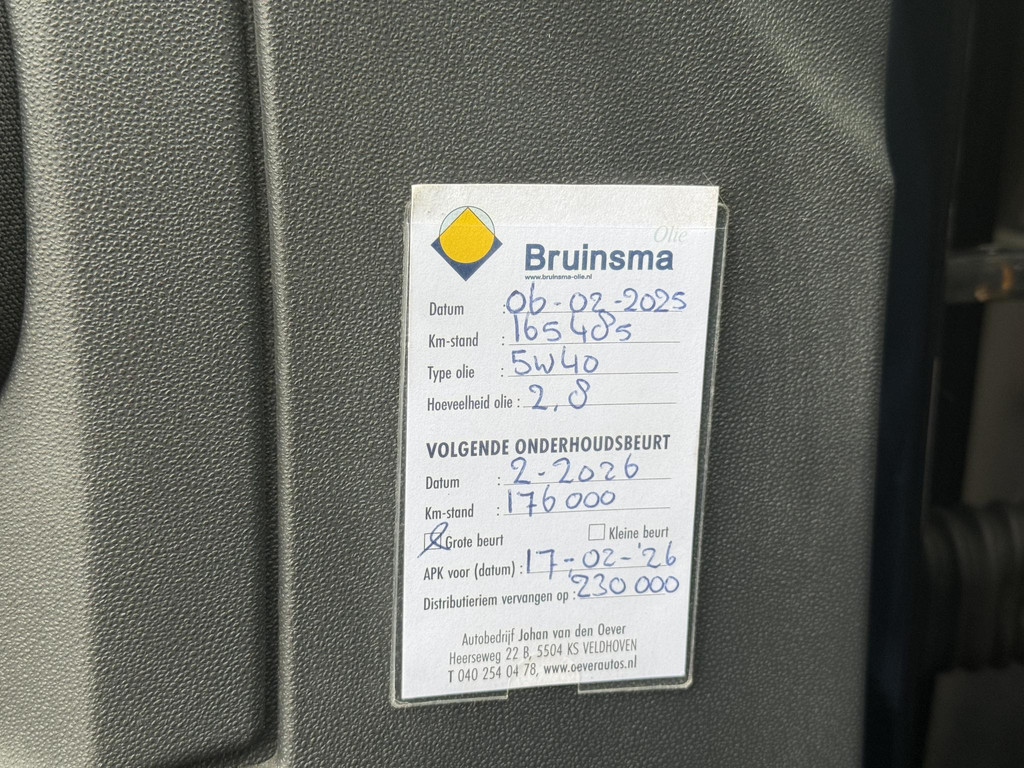 Olie
Bruinsma
www.bruinsma-olie.nl
Datum : 06-02-2025
Km-stand : 165485
Type olie : 5W40
Hoeveelheid olie : 2,8
VOLGENDE ONDERHOUDSBEURT
Datum : 2-2026
Km-stand : 176000
Grote beurt Kleine beurt
APK voor (datum) : 17-02-'26
Distributieriem vervangen op : 230 000
Autobedrijf Johan van den Oever
Heerseweg 22 B, 5504 KS VELDHOVEN
T 040 254 04 78, www.oeverautos.nl